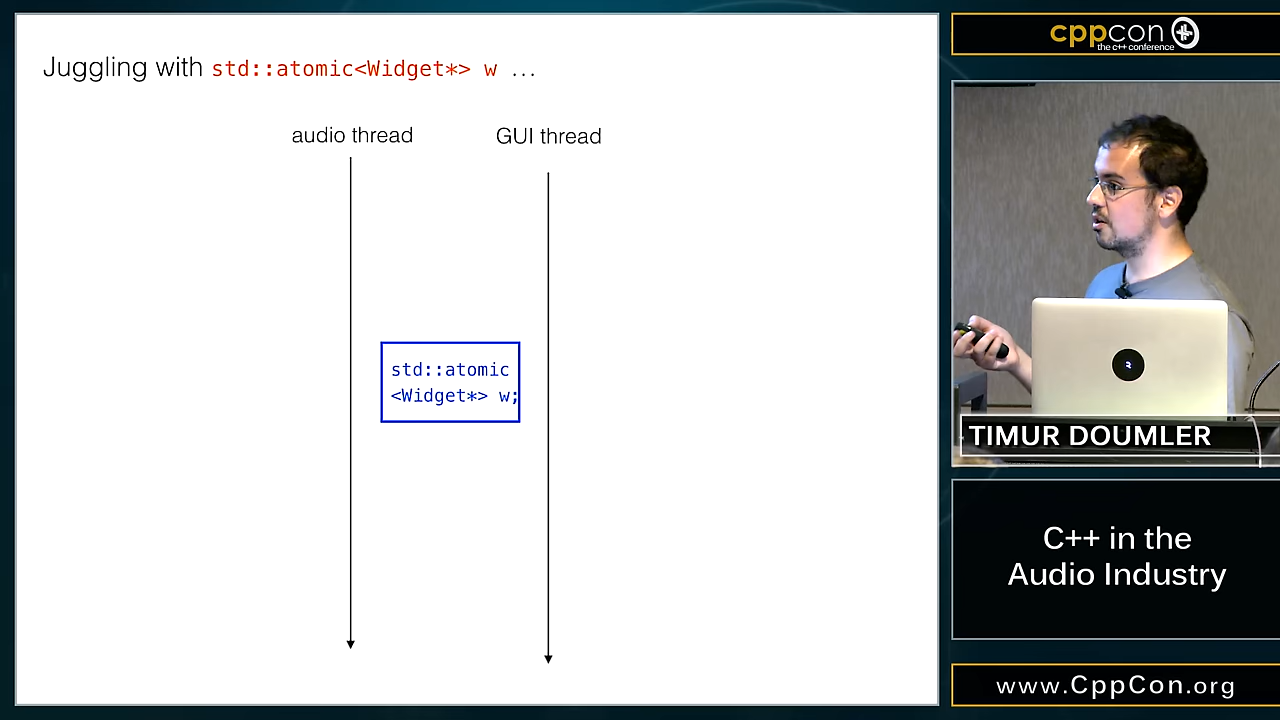 Juggling with std::atomic<Widget*> w ...
audio thread
GUI thread
std::atomic
<Widget*> w;
cppcon
the c++ conference
TIMUR DOUMLER
C++ in the
Audio Industry
www.CppCon.org